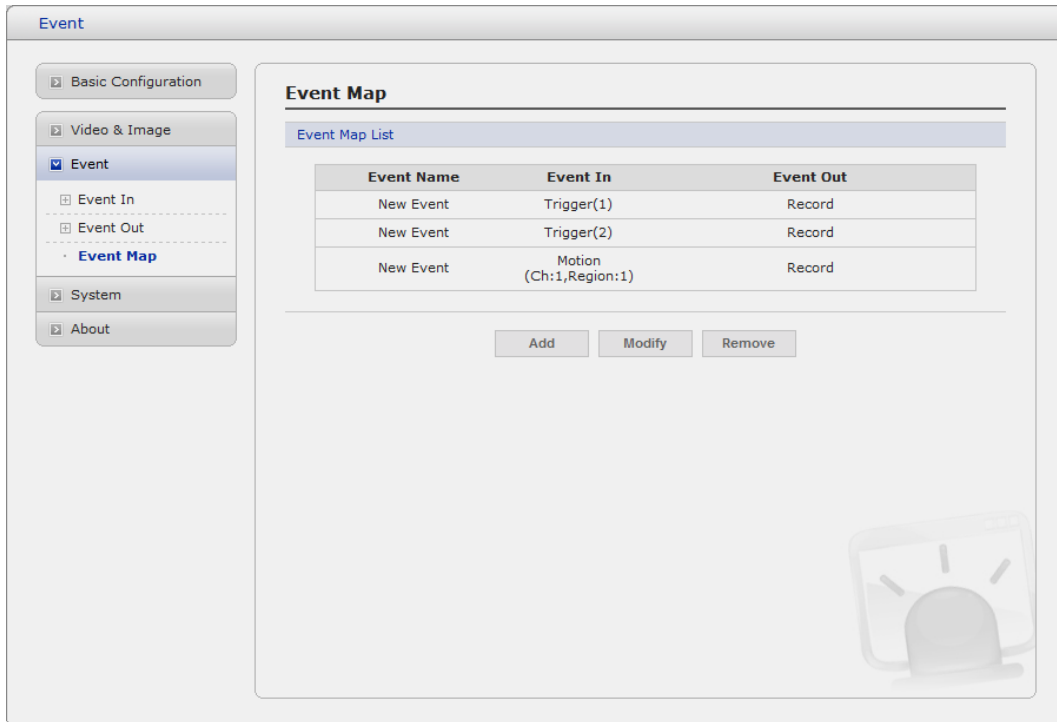 Event
Basic Configuration
Video & Image
Event
Event In
Event Out
Event Map
System
About
Event Map
Event Map List
Event Name Event In Event Out
New Event Trigger(1) Record
New Event Trigger(2) Record
New Event Motion
(Ch:1,Region:1) Record
Add Modify Remove